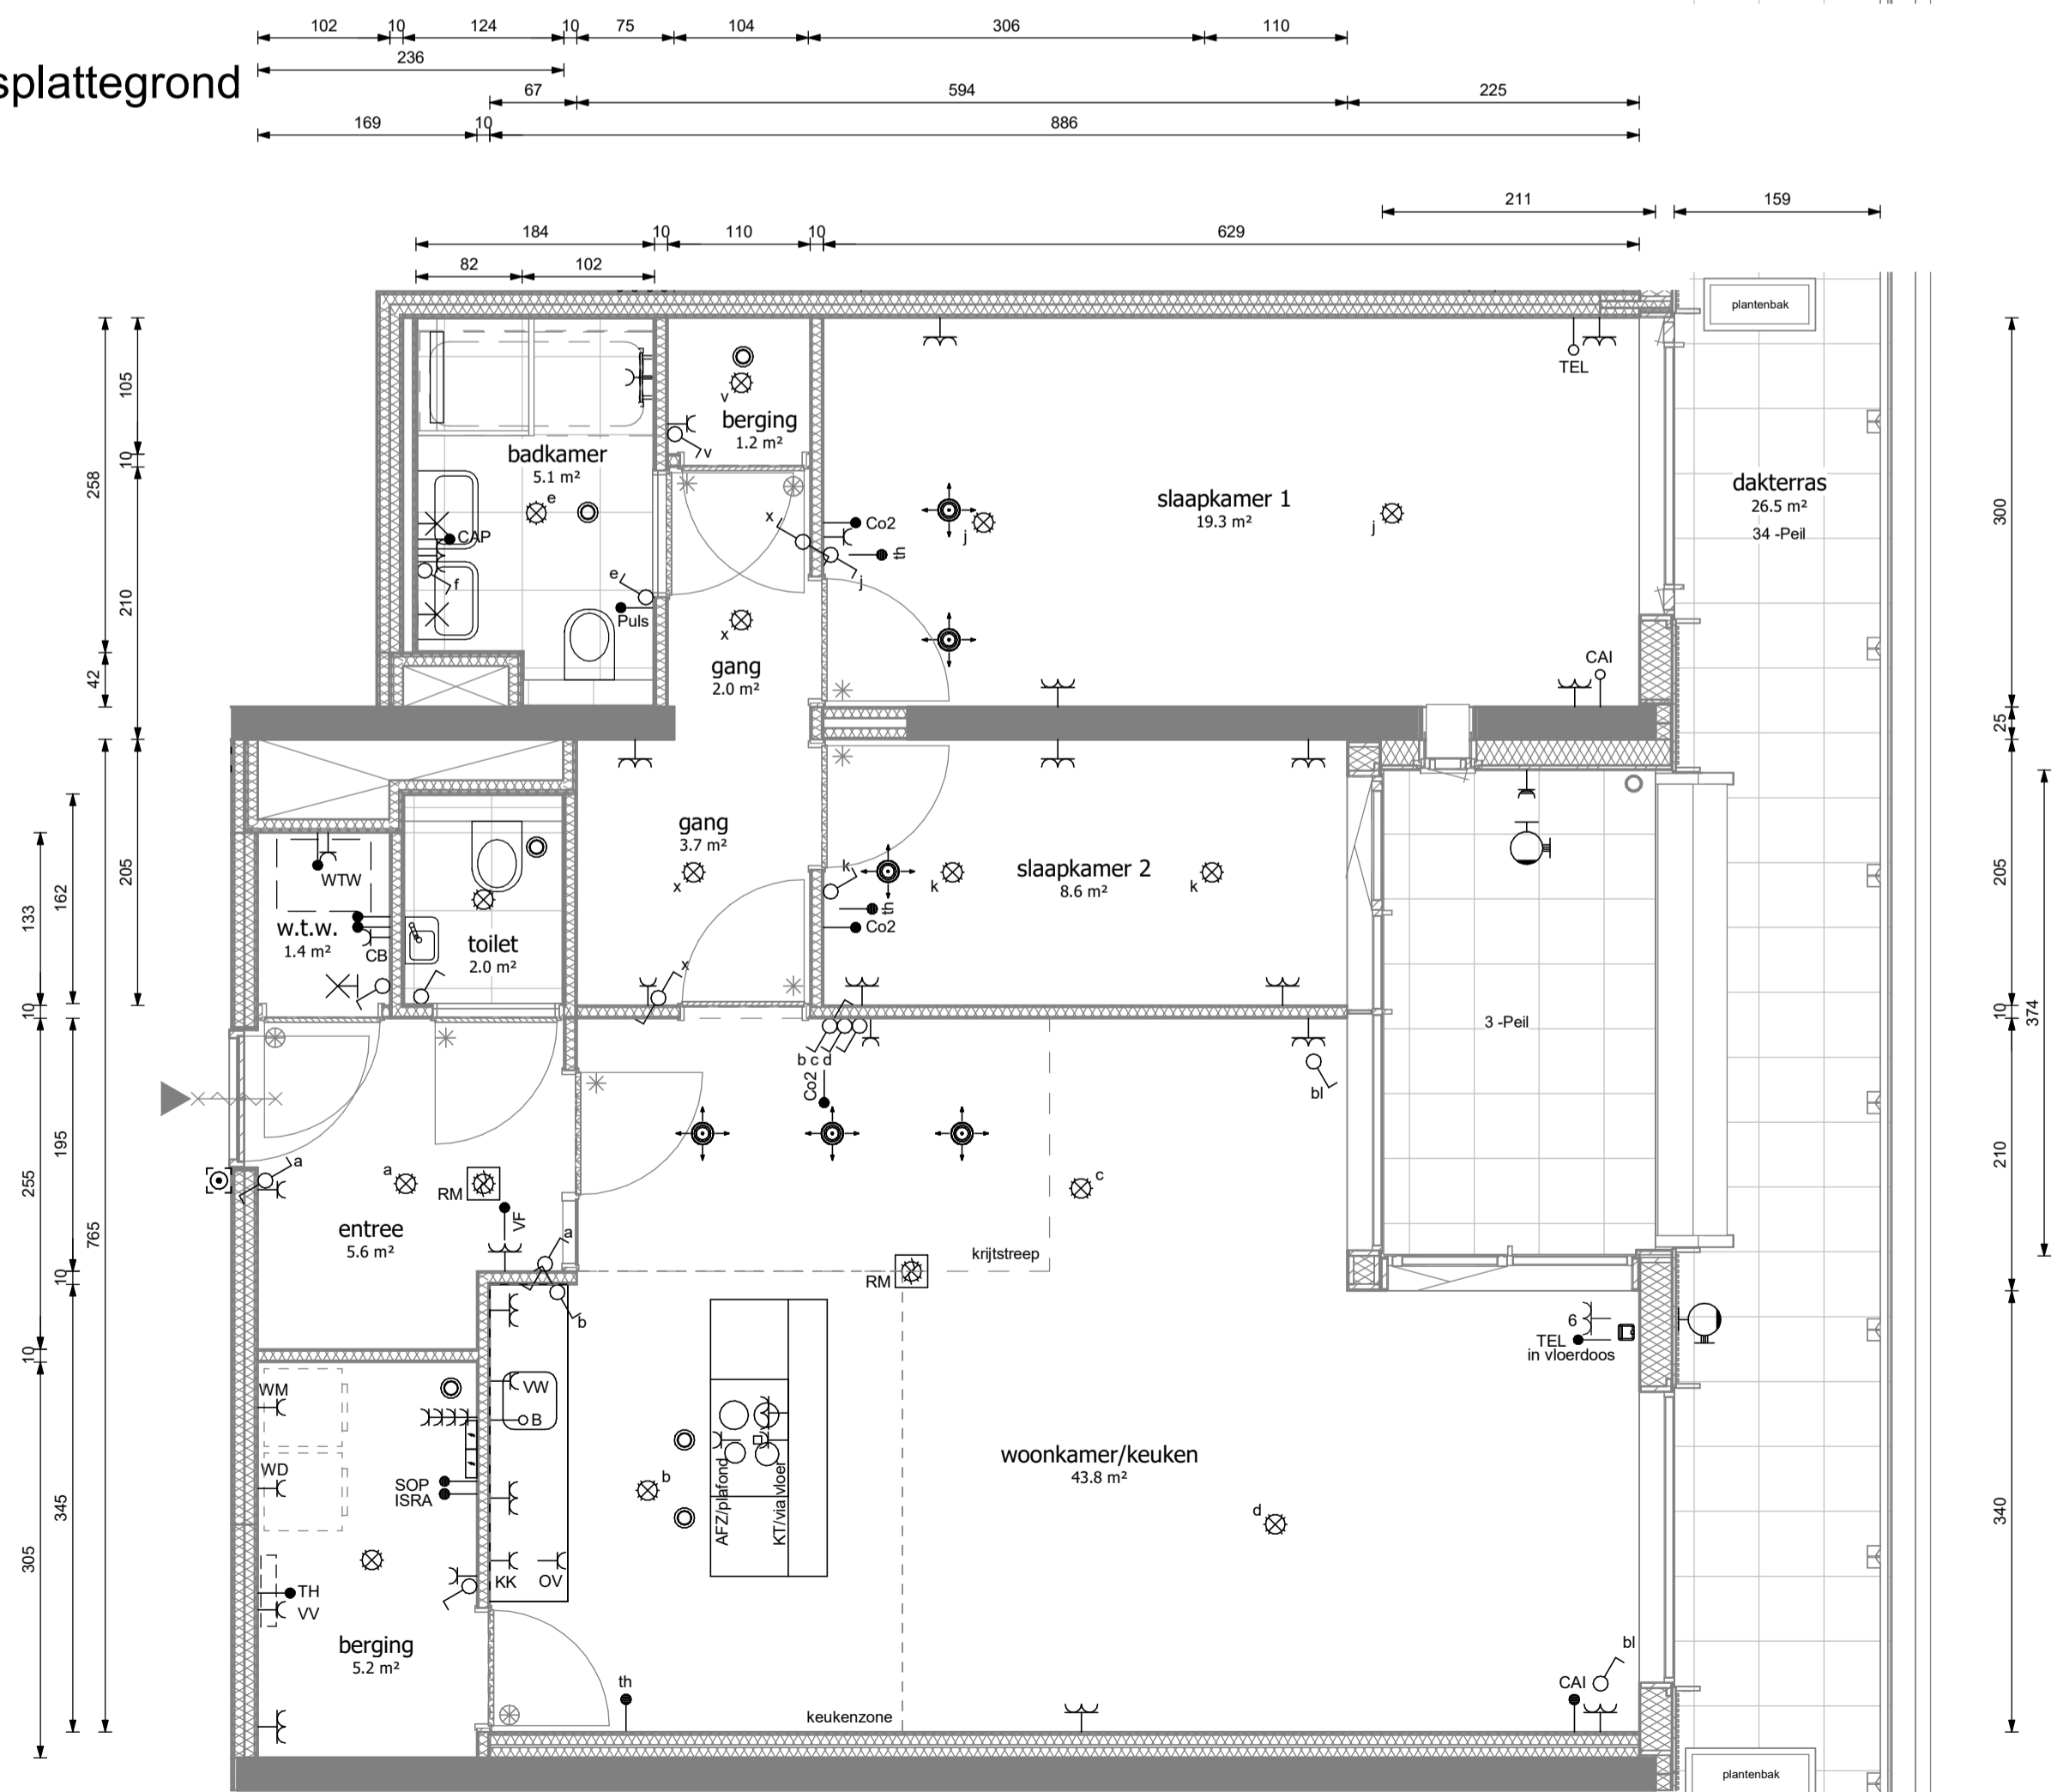 splattegrond
102 10 124 10 75 104 306 110
236
67 594 225
169 10 886
211 159
184 10 110 10 629
82 102
plantenbak
TEL
105
258
10
210
42
badkamer
5.1 m²
e
CAP
f
e
Puls
v
berging
1.2 m²
v
x
j
Co2
th
j
slaapkamer 1
19.3 m²
j
dakterras
26.5 m²
34 -Peil
300
x
gang
2.0 m²
CAI
25
205
162
133
10
WTW
w.t.w.
1.4 m²
CB
toilet
2.0 m²
gang
3.7 m²
x
x
k
th
Co2
k
slaapkamer 2
8.6 m²
k
3 -Peil
205
10
374
210
b c d
Co2
bl
195
255
765
10
10
345
305
a
a
RM
VF
a
entree
5.6 m²
b
c
krijtstreep
RM
6
TEL
in vloerdoos
340
WM
WD
SOP
ISRA
TH
VV
berging
5.2 m²
VW
B
KK OV
b
AFZ/plafond
KT/via vloer
woonkamer/keuken
43.8 m²
d
th
keukenzone
bl
CAI
plantenbak